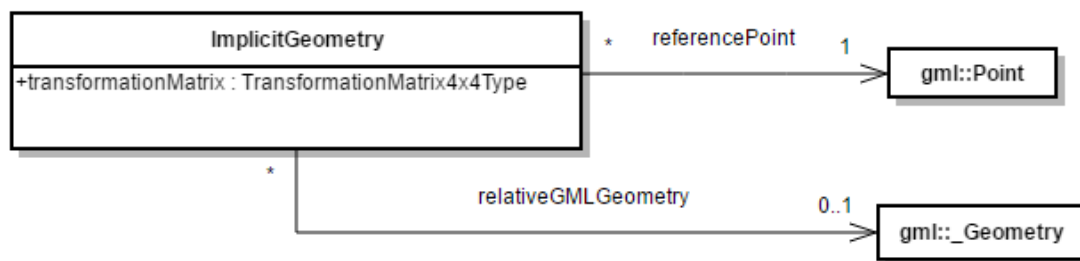 ImplicitGeometry
+transformationMatrix : TransformationMatrix4x4Type
* referencePoint 1
gml::Point
*
relativeGMLGeometry
0..1
gml::_Geometry